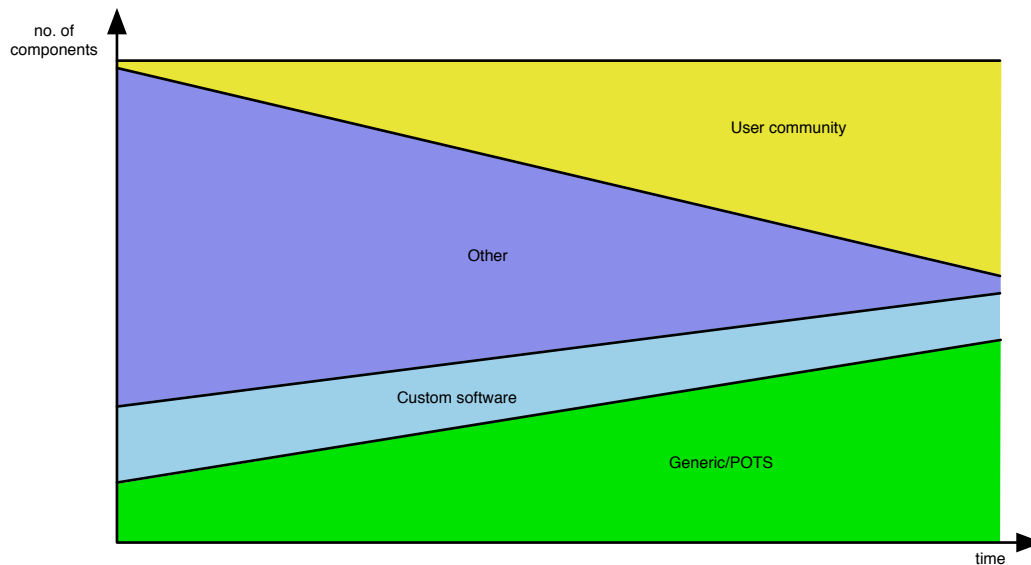 no. of
components
User community
Other
Custom software
Generic/POTS
time